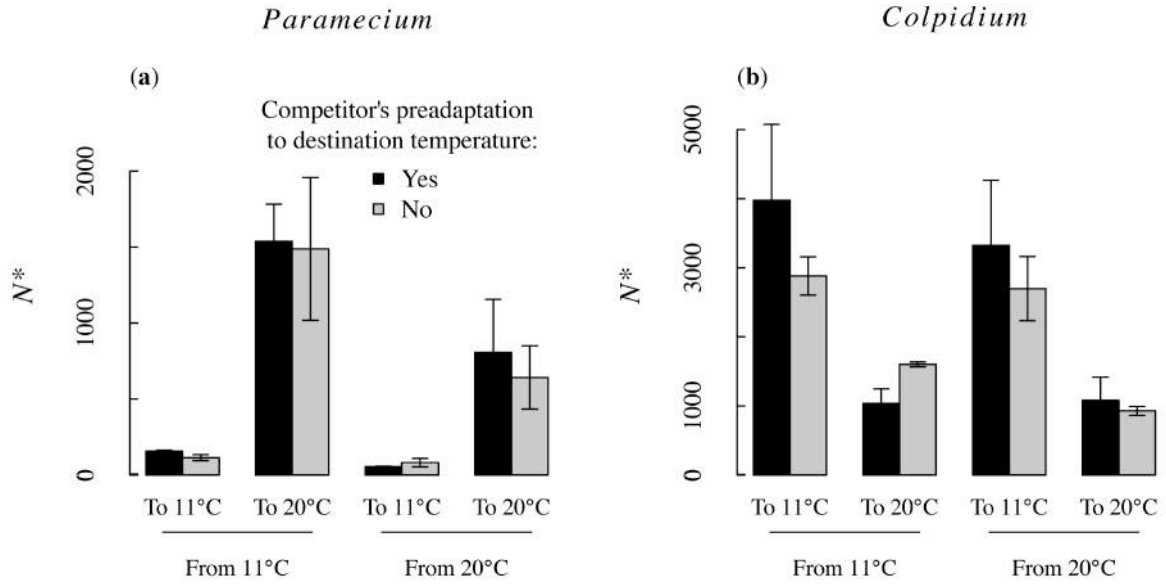 Paramecium
Colpidium
(a)
Competitor's preadaptation
to destination temperature:
Yes
No
N*
2000
1000
0
To 11°C To 20°C To 11°C To 20°C
From 11°C From 20°C
(b)
N*
5000
3000
1000
0
To 11°C To 20°C To 11°C To 20°C
From 11°C From 20°C